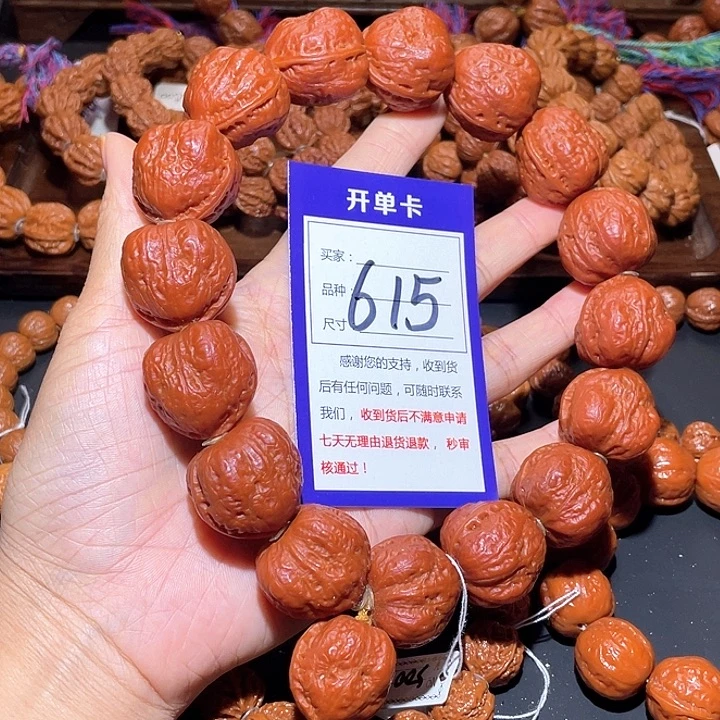 开单卡
买家：
品种：
尺寸
615
感谢您的支持，收到货
后有任何问题，可随时联系
我们，收到货后不满意申请
七天无理由退货退款，秒审
核通过！